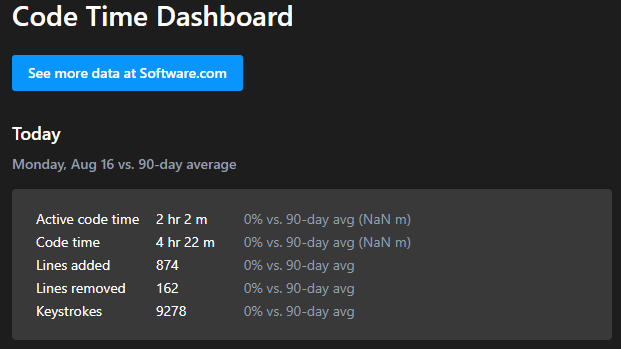 Code Time Dashboard
See more data at Software.com
Today
Monday, Aug 16 vs. 90-day average
Active code time 2 hr 2 m 0% vs. 90-day avg (NaN m)
Code time 4 hr 22 m 0% vs. 90-day avg (NaN m)
Lines added 874 0% vs. 90-day avg
Lines removed 162 0% vs. 90-day avg
Keystrokes 9278 0% vs. 90-day avg